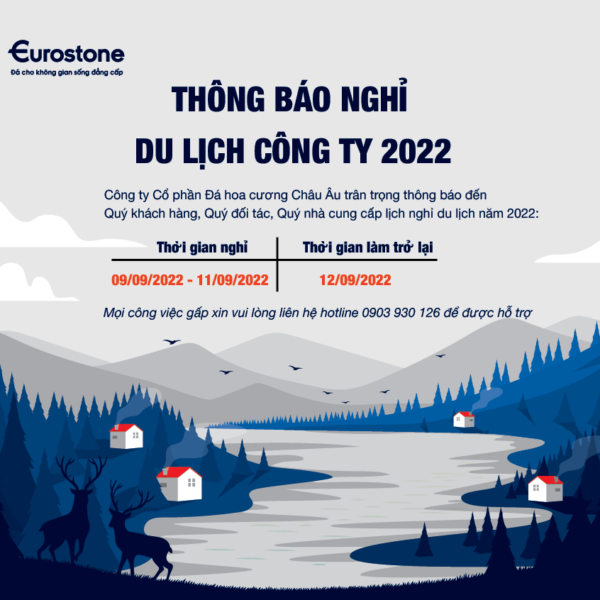 Eurostone
Đá cho không gian sống đẳng cấp
THÔNG BÁO NGHỈ
DU LỊCH CÔNG TY 2022
Công ty Cổ phần Đá hoa cương Châu Âu trân trọng thông báo đến
Quý khách hàng, Quý đối tác, Quý nhà cung cấp lịch nghỉ du lịch năm 2022:
Thời gian nghỉ Thời gian làm trở lại
09/09/2022 - 11/09/2022 12/09/2022
Mọi công việc gấp xin vui lòng liên hệ hotline 0903 930 126 để được hỗ trợ